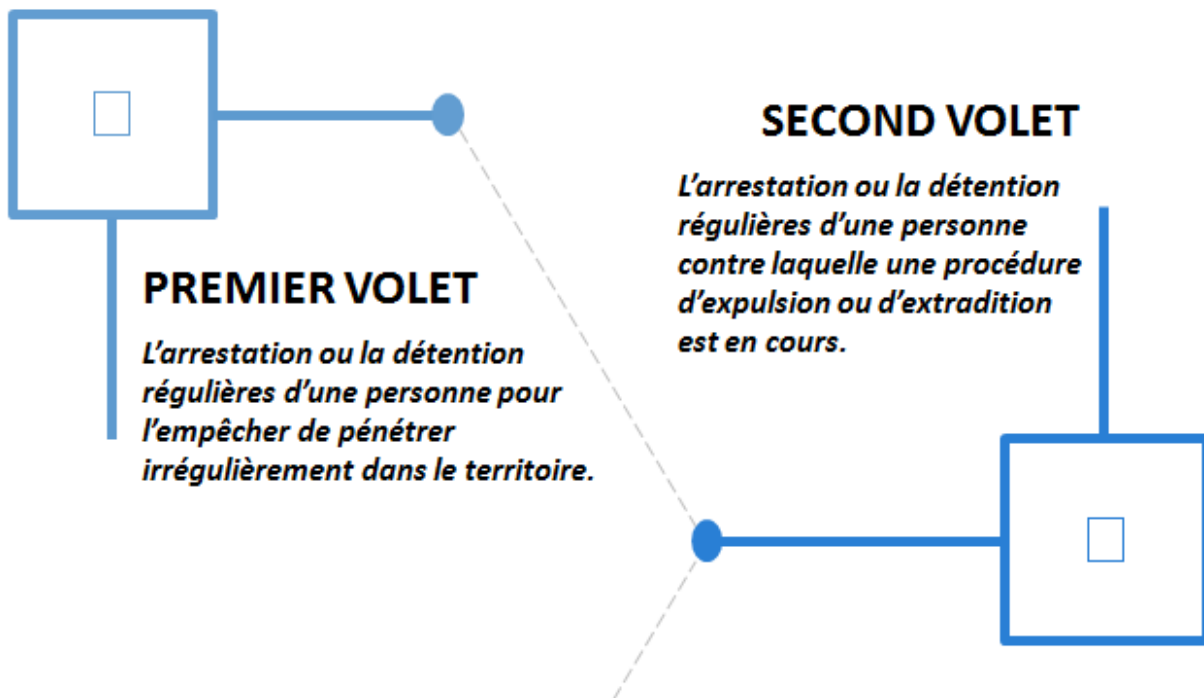 PREMIER VOLET
L’arrestation ou la détention
régulières d’une personne pour
l’empêcher de pénétrer
irrégulièrement dans le territoire.
SECOND VOLET
L’arrestation ou la détention
régulières d’une personne
contre laquelle une procédure
d’expulsion ou d’extradition
est en cours.